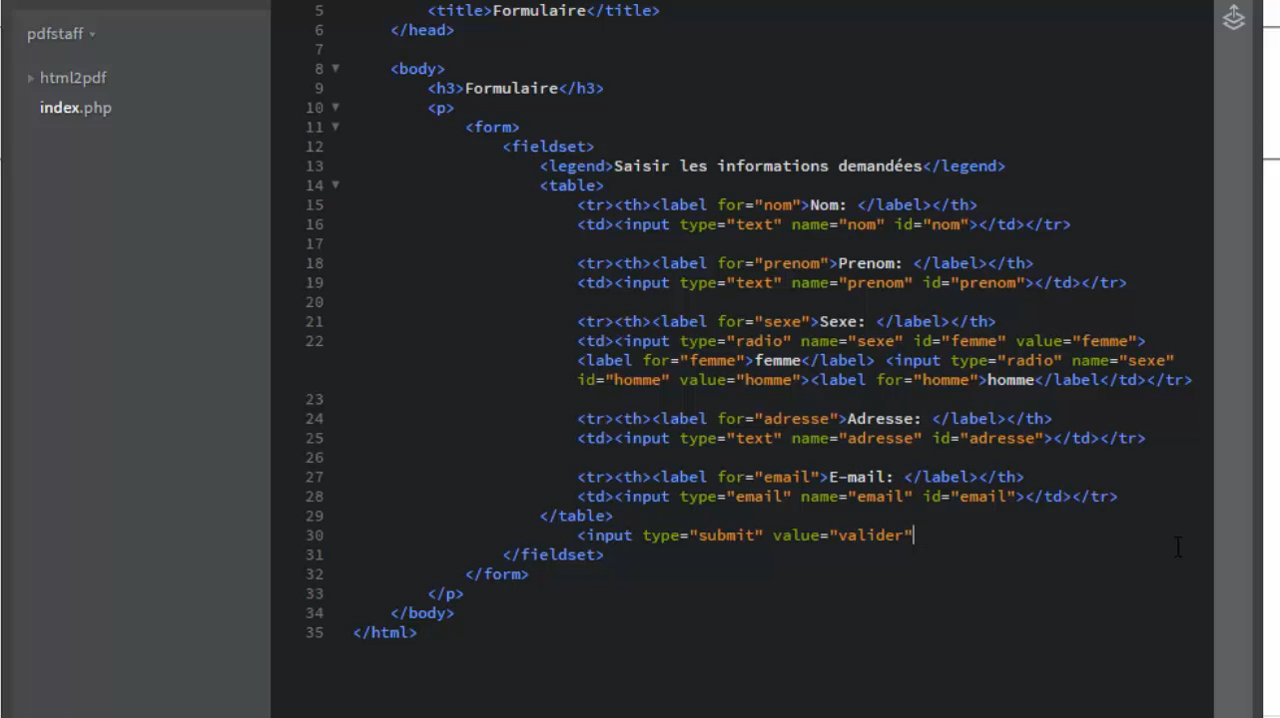 pdfstaff
html2pdf
index.php
5 <title>Formulaire</title>
6 </head>
7
8 <body>
9 <h3>Formulaire</h3>
10 <p>
11 <form>
12 <fieldset>
13 <legend>Saisir les informations demandées</legend>
14 <table>
15 <tr><th><label for="nom">Nom: </label></th>
16 <td><input type="text" name="nom" id="nom"></td></tr>
17
18 <tr><th><label for="prenom">Prenom: </label></th>
19 <td><input type="text" name="prenom" id="prenom"></td></tr>
20
21 <tr><th><label for="sexe">Sexe: </label></th>
22 <td><input type="radio" name="sexe" id="femme" value="femme">
<label for="femme">femme</label> <input type="radio" name="sexe"
id="homme" value="homme"><label for="homme">homme</label</td></tr>
23
24 <tr><th><label for="adresse">Adresse: </label></th>
25 <td><input type="text" name="adresse" id="adresse"></td></tr>
26
27 <tr><th><label for="email">E-mail: </label></th>
28 <td><input type="email" name="email" id="email"></td></tr>
29 </table>
30 <input type="submit" value="valider"
31 </fieldset>
32 </form>
33 </p>
34 </body>
35 </html>